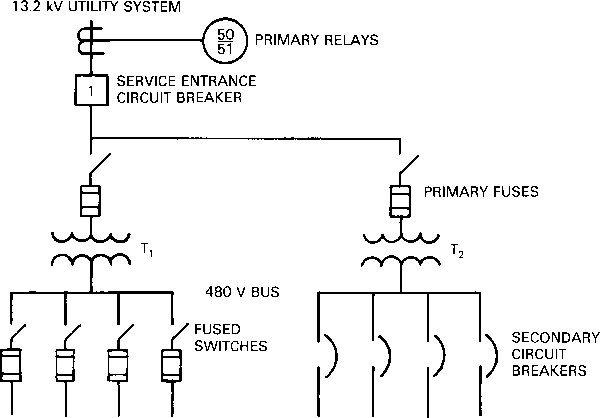 13.2 kV UTILITY SYSTEM
50
51
PRIMARY RELAYS
1
SERVICE ENTRANCE
CIRCUIT BREAKER
PRIMARY FUSES
T1
T2
480 V BUS
FUSED
SWITCHES
SECONDARY
CIRCUIT
BREAKERS